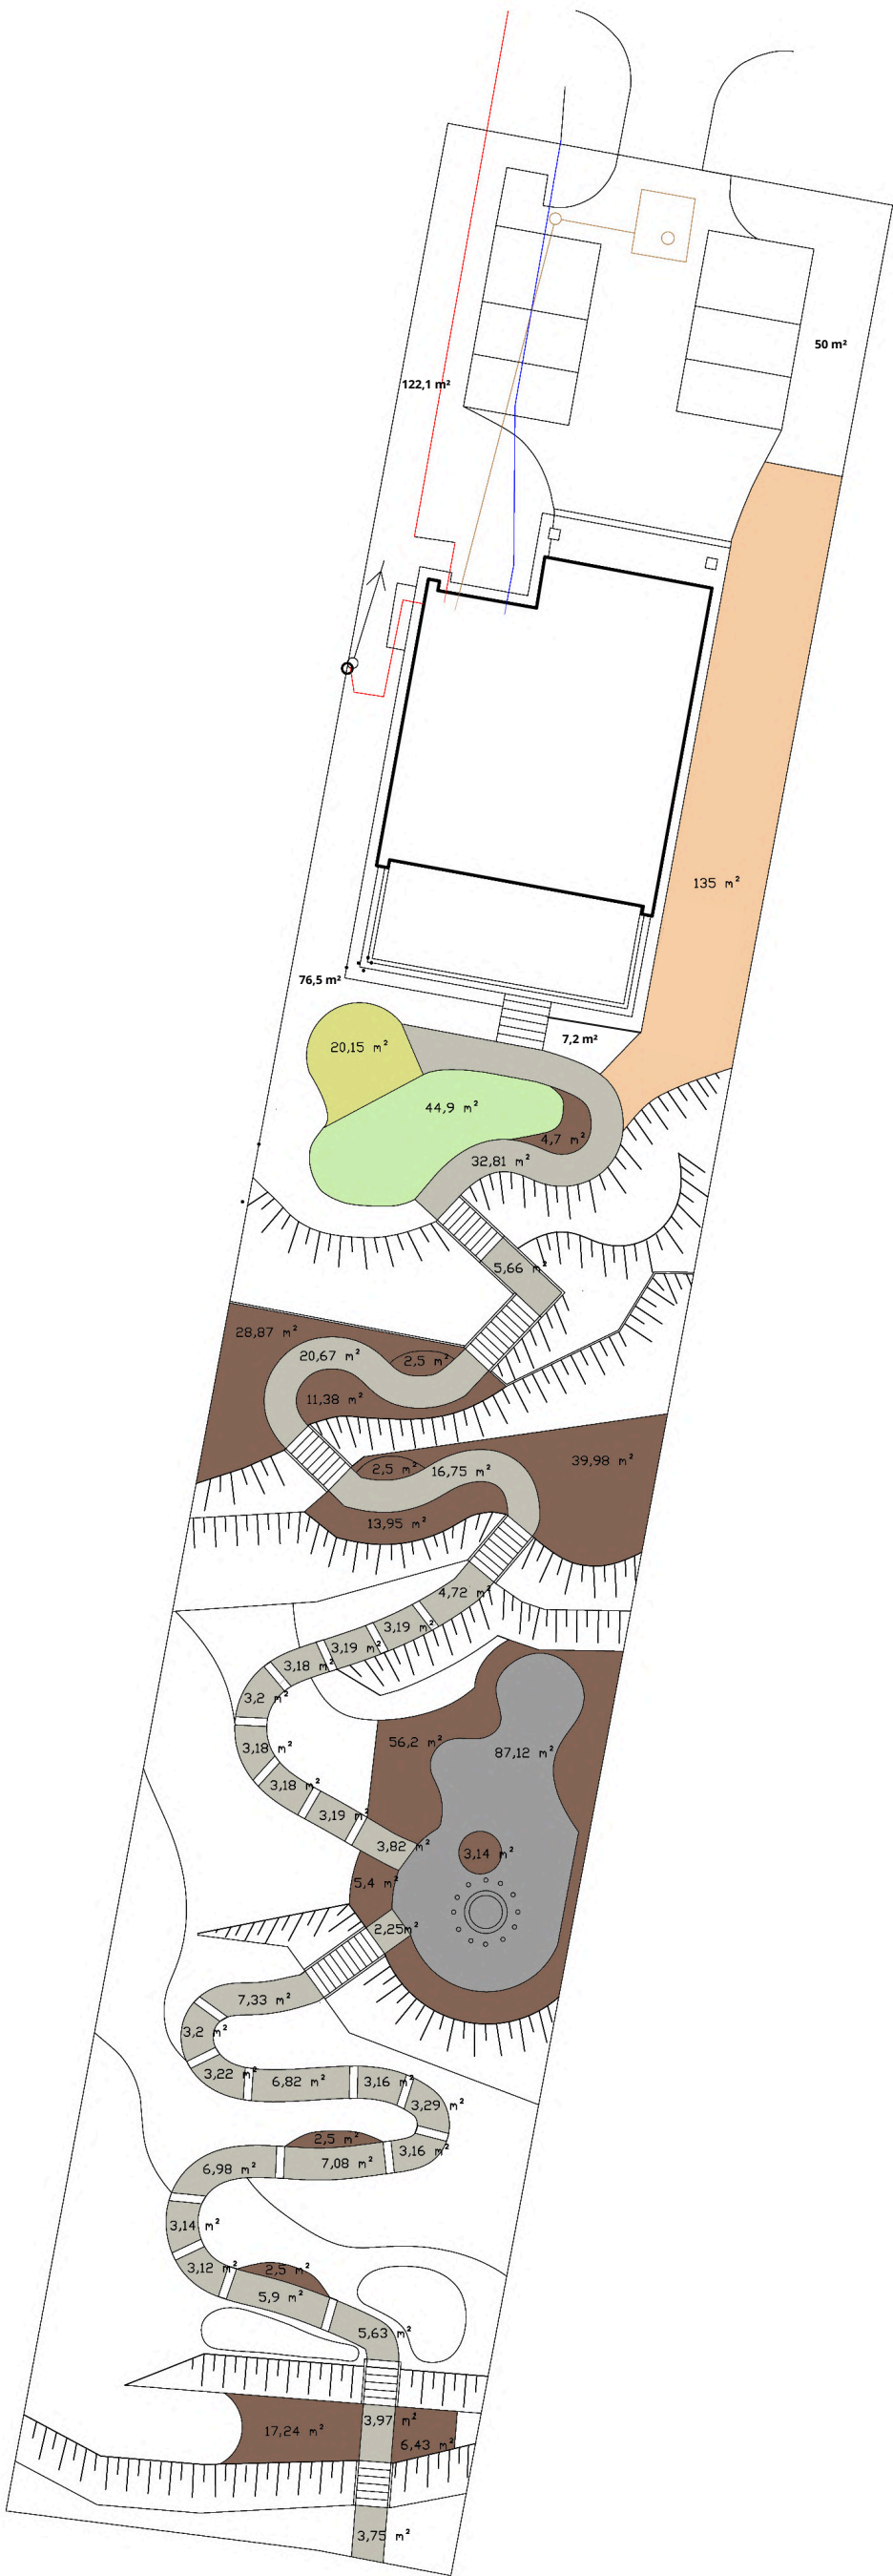 50 m²
122,1 m²
135 m²
76,5 m²
7,2 m²
20,15 m²
44,9 m²
4,7 m²
32,81 m²
5,66 m²
28,87 m²
20,67 m²
2,5 m²
11,38 m²
39,98 m²
2,5 m²
16,75 m²
13,95 m²
4,72 m²
3,19 m²
3,19 m²
3,18 m²
3,2 m²
56,2 m²
3,18 m²
87,12 m²
3,18 m²
3,19 m²
3,82 m²
3,14 m²
5,4 m²
2,25m²
7,33 m²
3,2 m²
3,22 m²
6,82 m²
3,16 m²
3,29 m²
2,5 m²
3,16 m²
7,08 m²
6,98 m²
3,14 m²
3,12 m²
2,5 m²
5,9 m²
5,63 m²
3,97 m²
17,24 m²
6,43 m²
3,75 m²